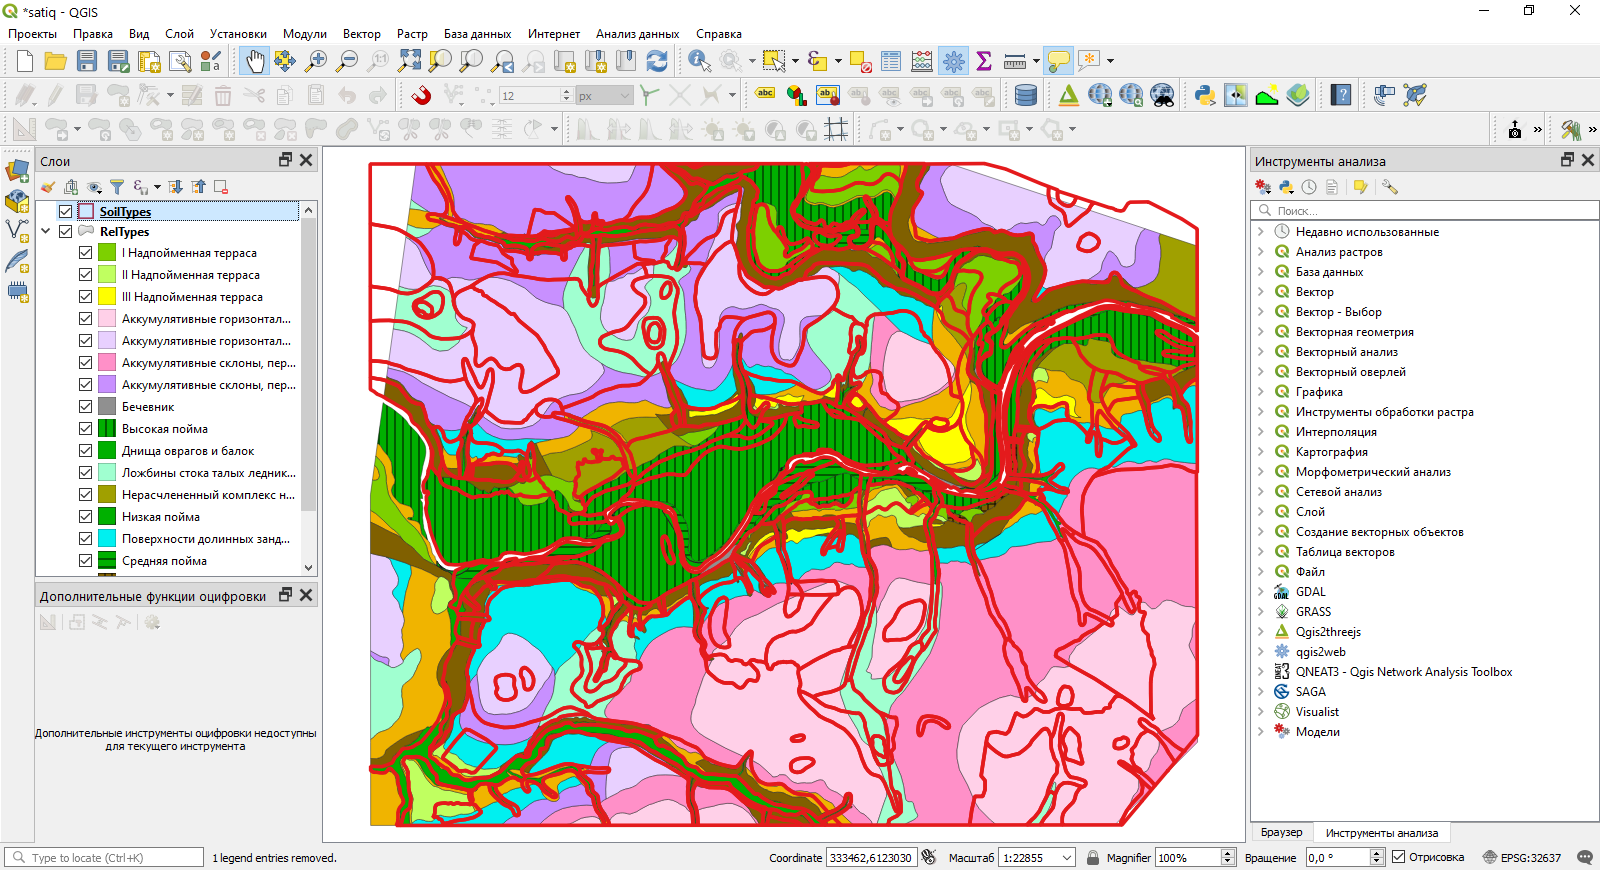 *satiq - QGIS
Проекты Правка Вид Слой Установки Модули Вектор Растр База данных Интернет Анализ данных Справка
12 px
abc abc abc
Слои
SoilTypes
RelTypes
I Надпойменная терраса
II Надпойменная терраса
III Надпойменная терраса
Аккумулятивные горизонтал...
Аккумулятивные горизонтал...
Аккумулятивные склоны, пер...
Аккумулятивные склоны, пер...
Бечевник
Высокая пойма
Днища оврагов и балок
Ложбины стока талых ледник...
Нерасчлененный комплекс н...
Низкая пойма
Поверхности долинных занд...
Средняя пойма
Дополнительные функции оцифровки
Дополнительные инструменты оцифровки недоступны
для текущего инструмента
Инструменты анализа
Поиск...
Недавно использованные
Анализ растров
База данных
Вектор
Вектор - Выбор
Векторная геометрия
Векторный анализ
Векторный оверлей
Графика
Инструменты обработки растра
Интерполяция
Картография
Морфометрический анализ
Сетевой анализ
Слой
Создание векторных объектов
Таблица векторов
Файл
GDAL
GRASS
Qgis2threejs
qgis2web
QNEAT3 - Qgis Network Analysis Toolbox
SAGA
Visualist
Модели
Браузер Инструменты анализа
Type to locate (Ctrl+K) 1 legend entries removed. Coordinate 333462,6123030 Масштаб 1:22855 Magnifier 100% Вращение 0,0 ° Отрисовка EPSG:32637